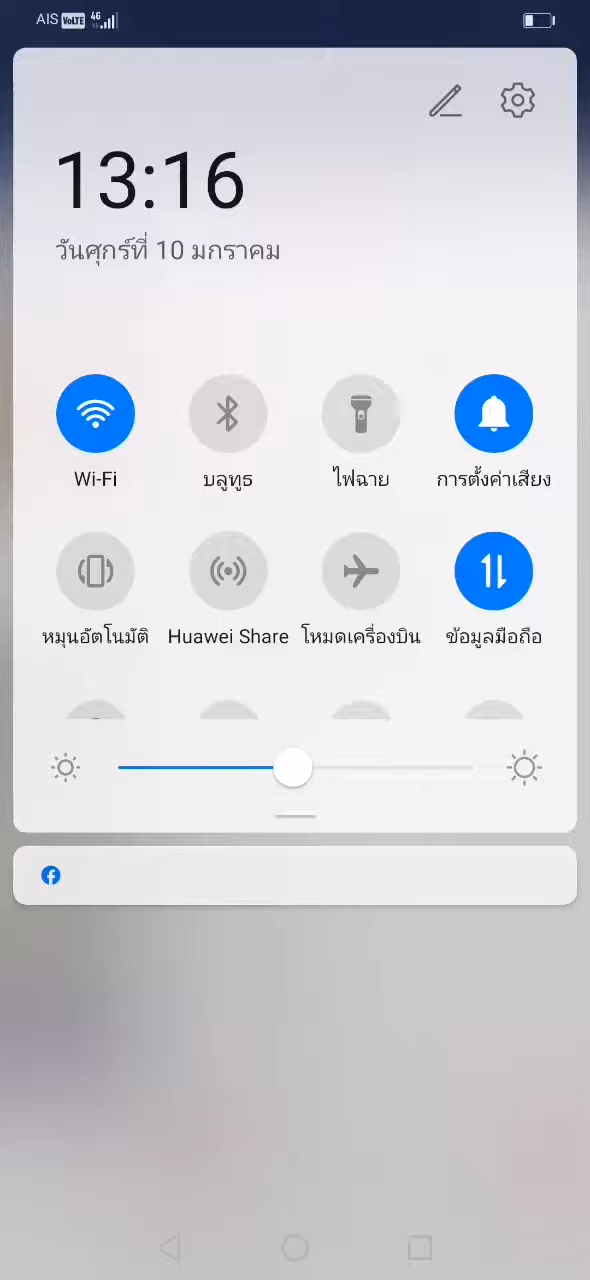 AIS VoLTE 4G
13:16
วันศุกร์ที่ 10 มกราคม
Wi-Fi บลูทูธ ไฟฉาย การตั้งค่าเสียง
หมุนอัตโนมัติ Huawei Share โหมดเครื่องบิน ข้อมูลมือถือ